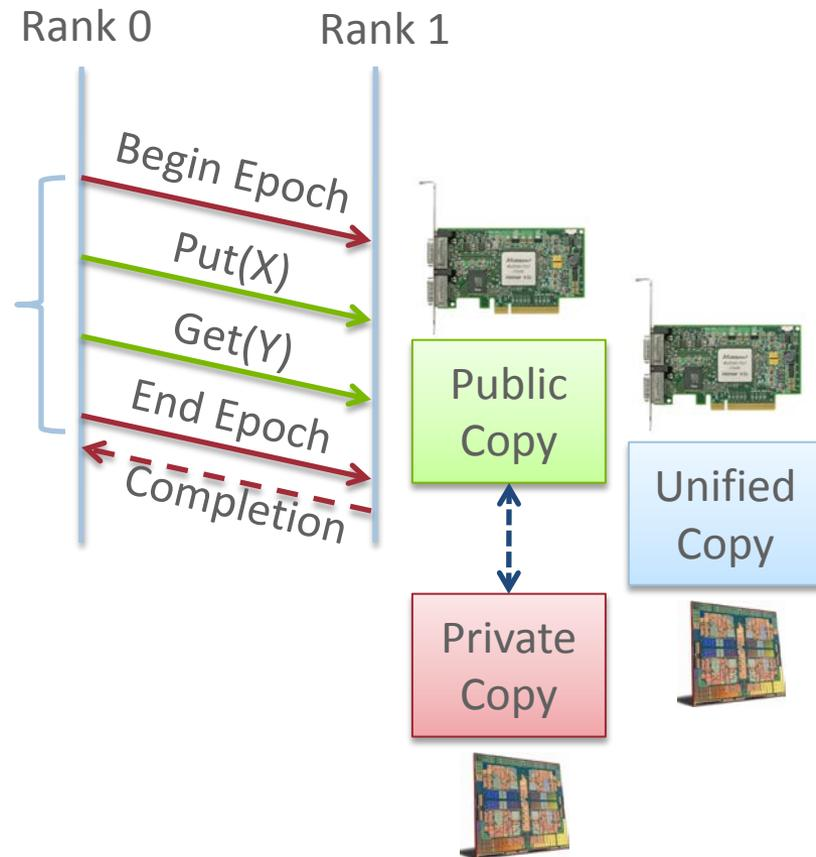 Rank 0
Rank 1
Begin Epoch
Put(X)
Get(Y)
End Epoch
Completion
Public
Copy
Unified
Copy
Private
Copy